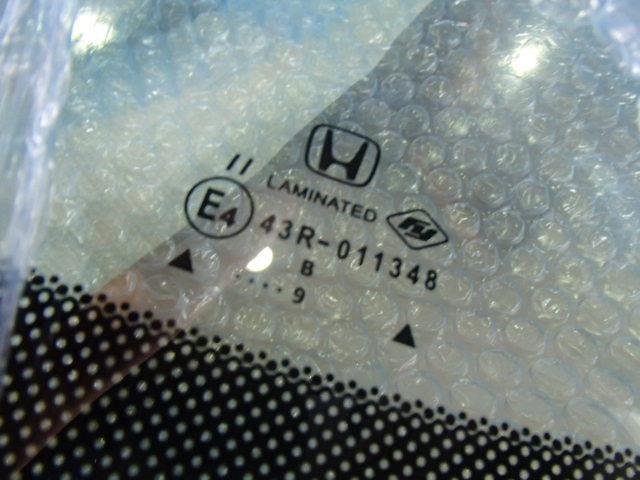 II
LAMINATED
E4 43R-011348
B
....9